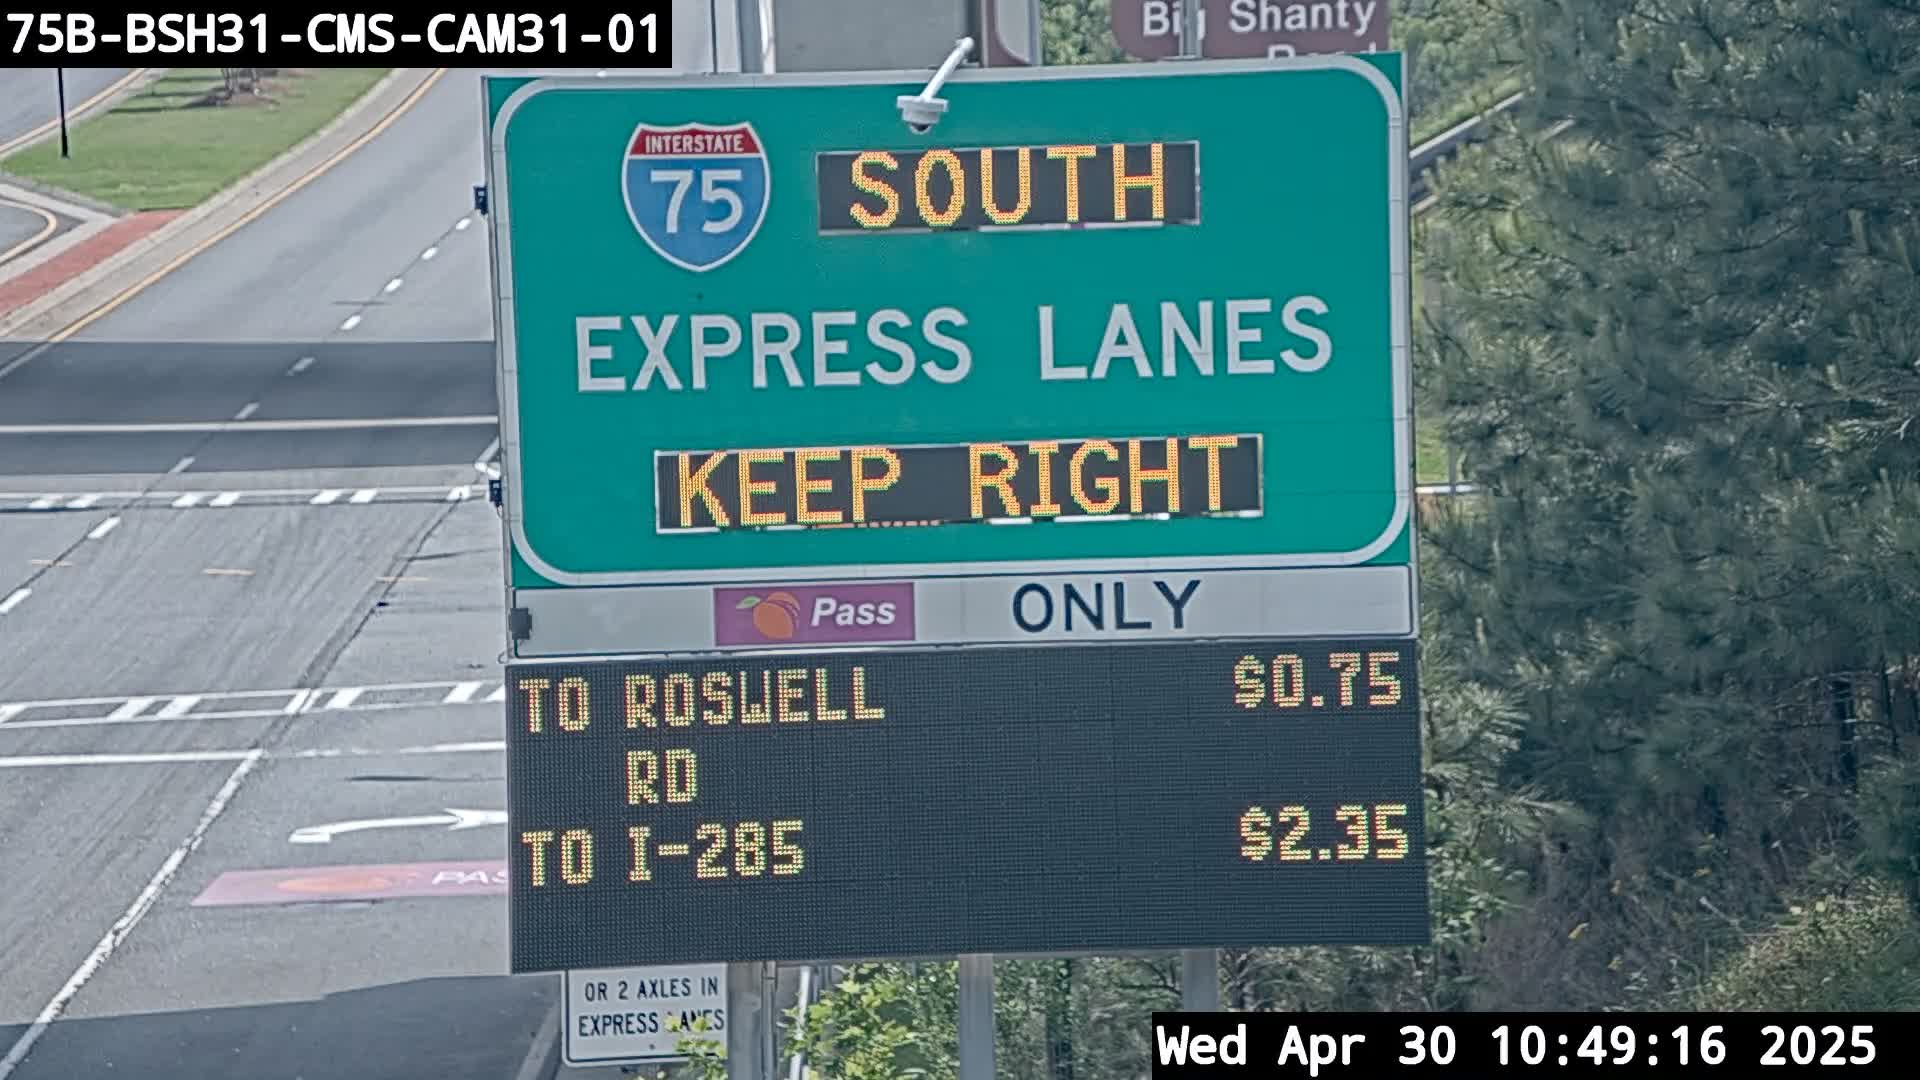 75B-BSH31-CMS-CAM31-01
Big Shanty
Road
INTERSTATE
75
SOUTH
EXPRESS LANES
KEEP RIGHT
Pass
ONLY
TO ROSWELL $0.75
RD
TO I-285 $2.35
OR 2 AXLES IN
EXPRESS LANES
Wed Apr 30 10:49:16 2025